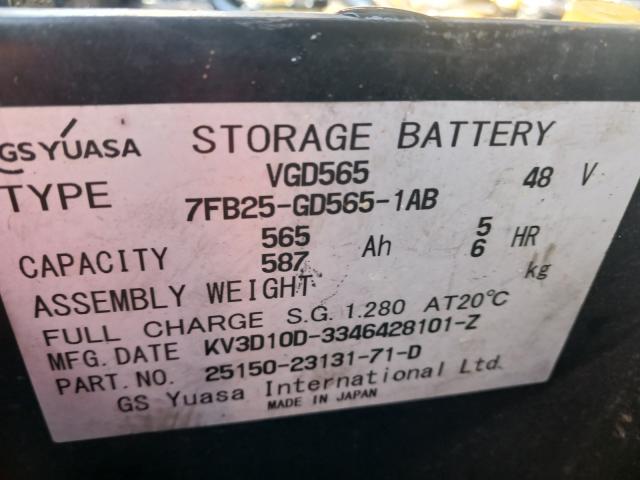 GS YUASA STORAGE BATTERY
TYPE VGD565 48 V
7FB25-GD565-1AB
CAPACITY 565 Ah 5 HR
587 6
ASSEMBLY WEIGHT kg
FULL CHARGE S.G. 1.280 AT20℃
MFG. DATE KV3D10D-3346428101-Z
PART. NO. 25150-23131-71-D
GS Yuasa International Ltd.
MADE IN JAPAN